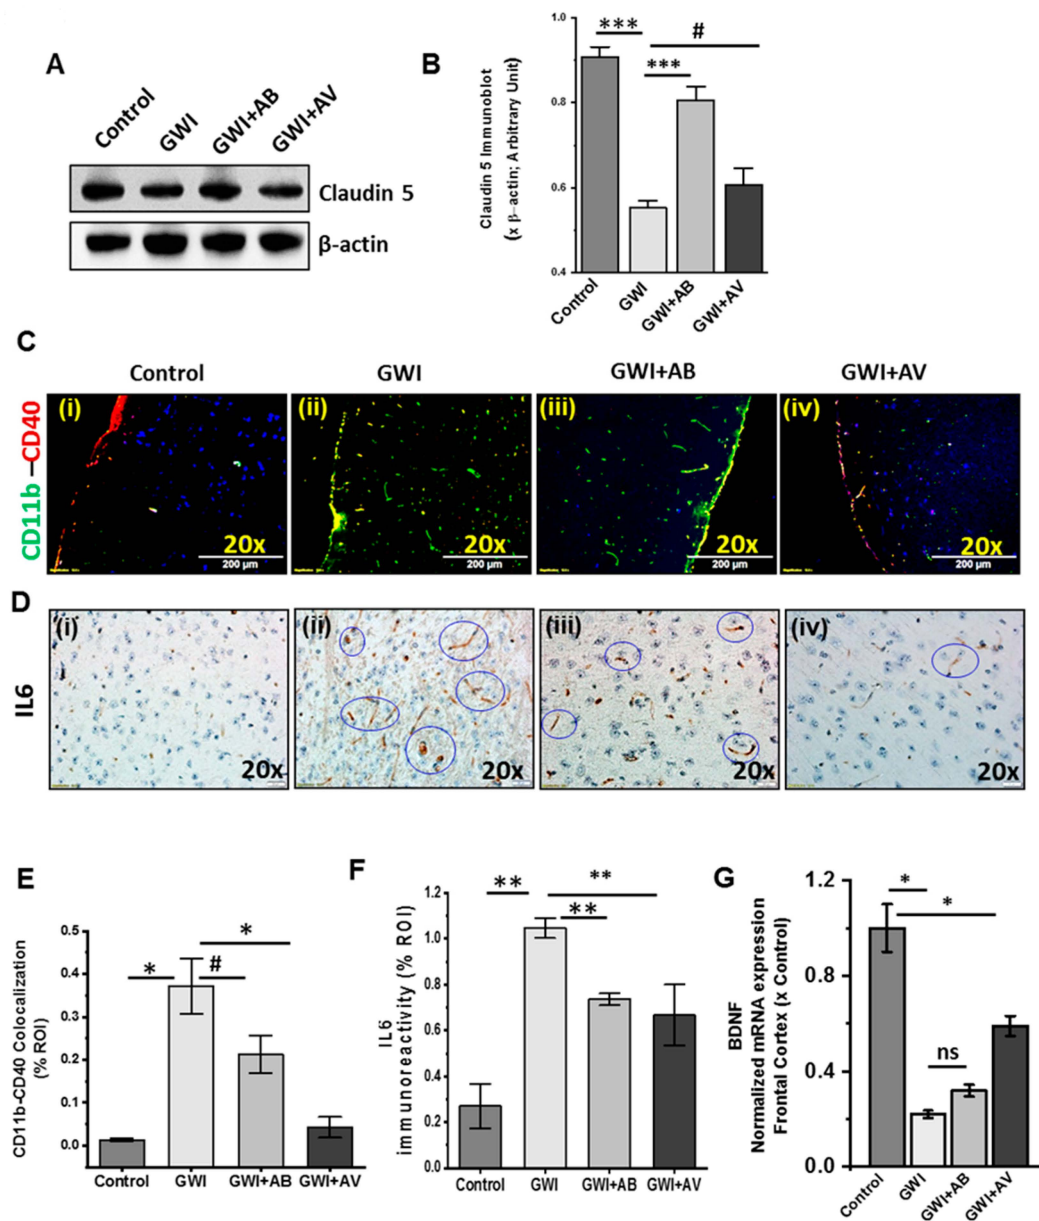 A
Control
GWI
GWI+AB
GWI+AV
Claudin 5
β-actin
B
Claudin 5 Immunoblot
(x β-actin; Arbitrary Unit)
1.0
0.8
0.6
0.4
***
#
***
Control
GWI
GWI+AB
GWI+AV
C
Control
GWI
GWI+AB
GWI+AV
CD11b –CD40
(i)
(ii)
(iii)
(iv)
20x
200 µm
20x
200 µm
20x
200 µm
20x
200 µm
D
IL6
(i)
(ii)
(iii)
(iv)
20x
20x
20x
20x
E
CD11b-CD40 Colocalization
(% ROI)
0.5
0.4
0.3
0.2
0.1
0.0
*
*
#
Control
GWI
GWI+AB
GWI+AV
F
IL6
immunoreactivity (% ROI)
1.2
1.0
0.8
0.6
0.4
0.2
0.0
**
**
**
Control
GWI
GWI+AB
GWI+AV
G
BDNF
Normalized mRNA expression
Frontal Cortex (x Control)
1.2
0.8
0.4
0.0
*
*
ns
Control
GWI
GWI+AB
GWI+AV